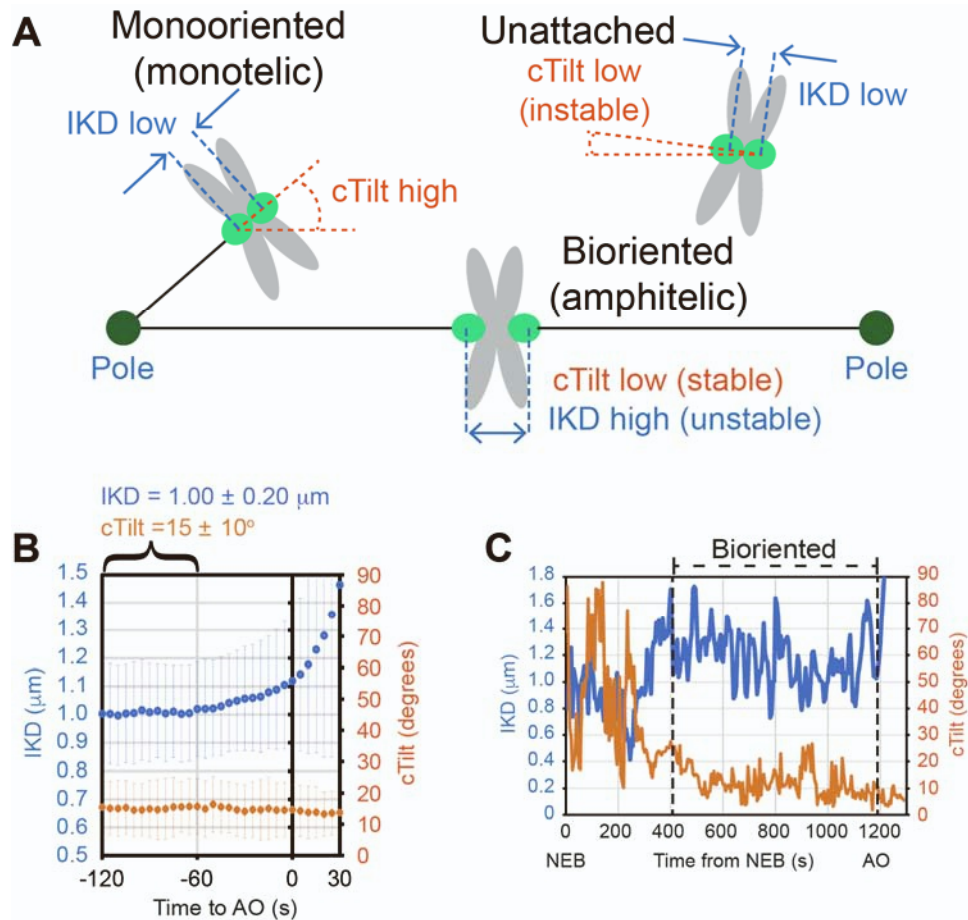 A
Monooriented
(monotelic)
IKD low
cTilt high
Unattached
cTilt low
(instable)
IKD low
Bioriented
(amphitelic)
Pole
Pole
cTilt low (stable)
IKD high (unstable)
IKD = 1.00 ± 0.20 μm
cTilt =15 ± 10°
B
1.5
1.4
1.3
1.2
1.1
1.0
0.9
0.8
0.7
0.6
0.5
IKD (μm)
90
80
70
60
50
40
30
20
10
0
cTilt (degrees)
-120
-60
0
30
Time to AO (s)
C
Bioriented
1.8
1.6
1.4
1.2
1.0
0.8
0.6
0.4
0.2
0
IKD (μm)
90
80
70
60
50
40
30
20
10
0
cTilt (degrees)
0
200
400
600
800
1000
1200
NEB
Time from NEB (s)
AO